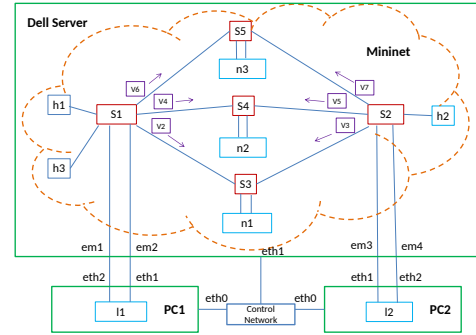 Dell Server
S5
Mininet
n3
V6
V7
h1
V4
S4
V5
S1
S2
h2
V2
V3
n2
h3
S3
n1
em1
em2
eth1
em3
em4
eth2
eth1
eth1
eth2
l1
PC1
eth0
Control
Network
eth0
l2
PC2